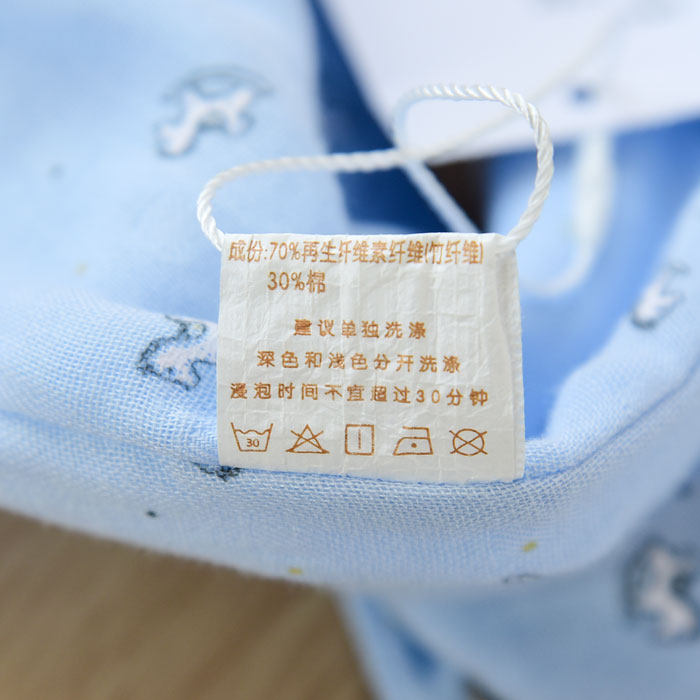 成份:70%再生纤维素纤维(竹纤维)
30%棉
建议单独洗涤
深色和浅色分开洗涤
浸泡时间不宜超过30分钟
30